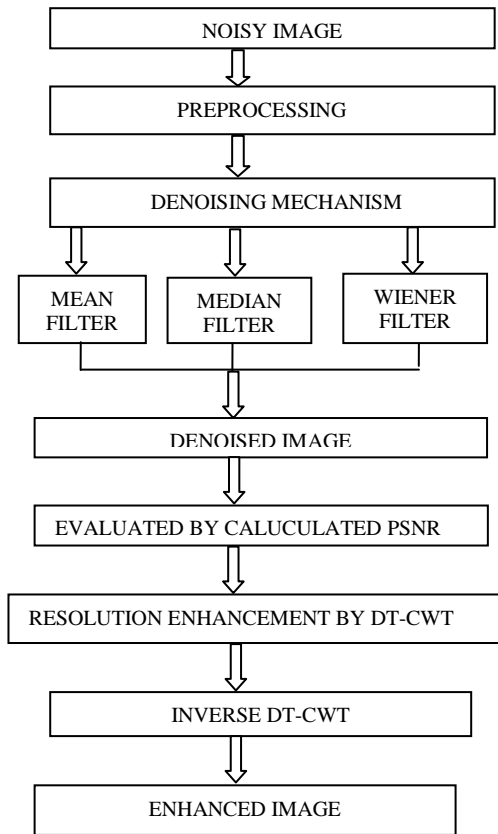 NOISY IMAGE
PREPROCESSING
DENOISING MECHANISM
MEAN
FILTER
MEDIAN
FILTER
WIENER
FILTER
DENOISED IMAGE
EVALUATED BY CALUCULATED PSNR
RESOLUTION ENHANCEMENT BY DT-CWT
INVERSE DT-CWT
ENHANCED IMAGE